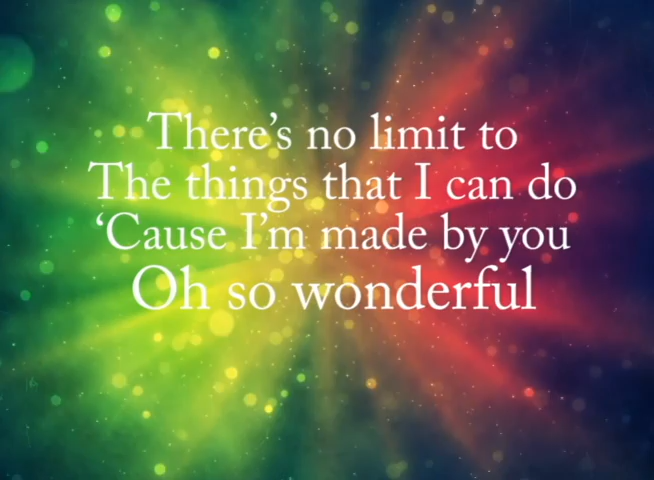 There's no limit to
The things that I can do
‘Cause I'm made by you
Oh so wonderful